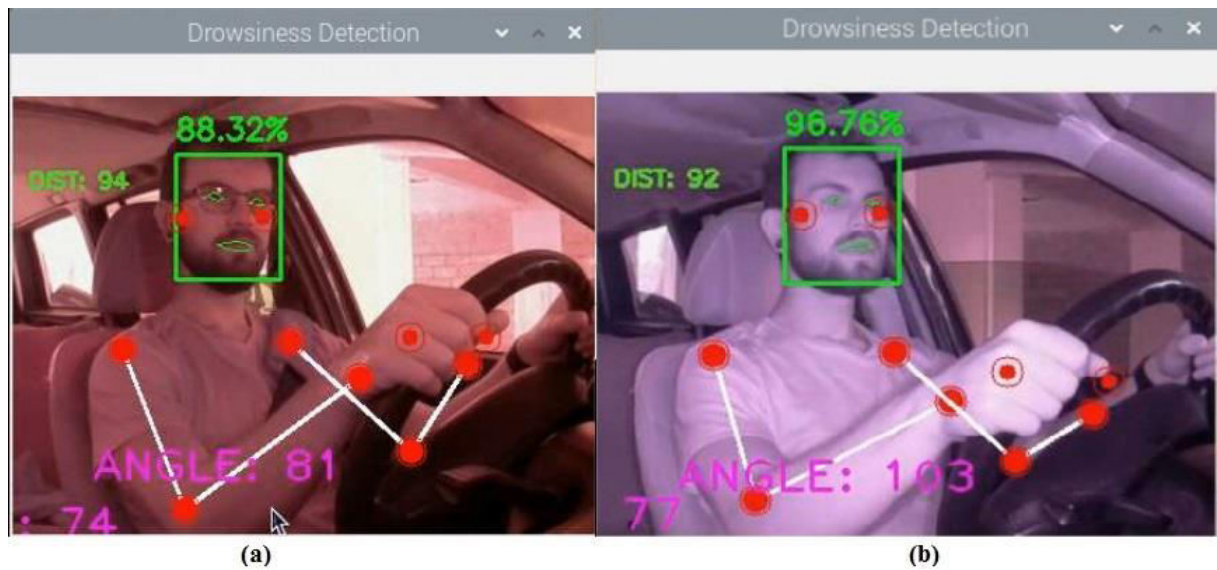 Drowsiness Detection
88.32%
DIST: 94
ANGLE: 81
: 74
(a)
Drowsiness Detection
96.76%
DIST: 92
ANGLE: 103
77
(b)